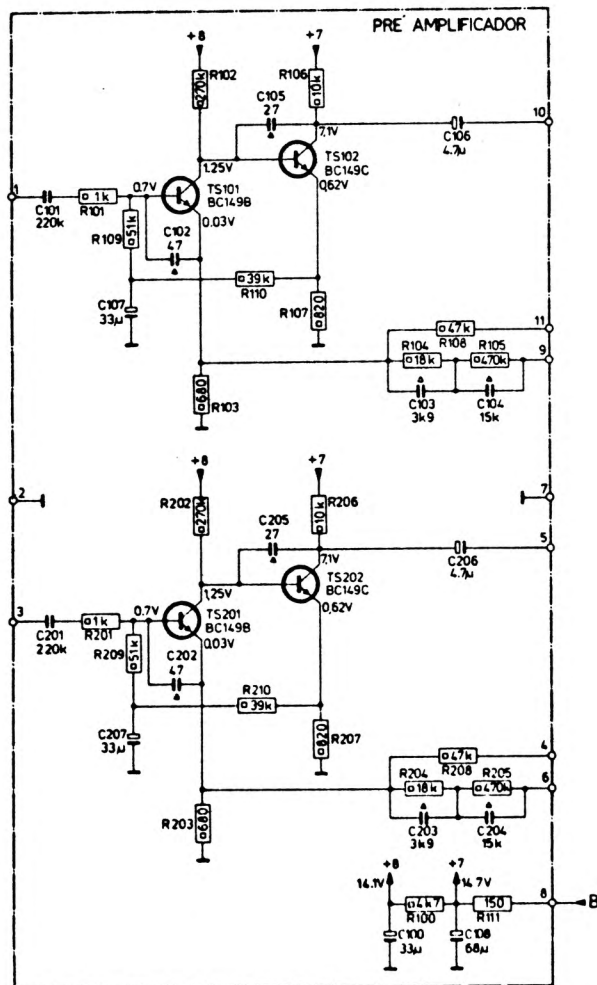 PRE AMPLIFICADOR
+8
+7
R102
270k
R106
10k
C105
27
10
7,1V
C106
4.7μ
1,25V
TS102
BC149C
0,62V
1
C101
220k
1k
R101
0.7V
TS101
BC149B
0.03V
R109
51k
C102
47
39k
R110
C107
33μ
R107
820
11
47k
R108
R104
18k
R105
470k
9
C103
3k9
C104
15k
680
R103
+8
+7
2
7
R202
270k
R206
10k
C205
27
5
7,1V
C206
4.7μ
1,25V
TS202
BC149C
0,62V
3
C201
220k
1k
R201
0.7V
TS201
BC149B
0,03V
R209
51k
C202
47
R210
39k
C207
33μ
R207
820
4
47k
R208
R204
18k
R205
470k
6
C203
3k9
C204
15k
R203
680
+8
+7
14.1V
14.7V
4k7
R100
150
R111
8
B
C100
33μ
C108
68μ